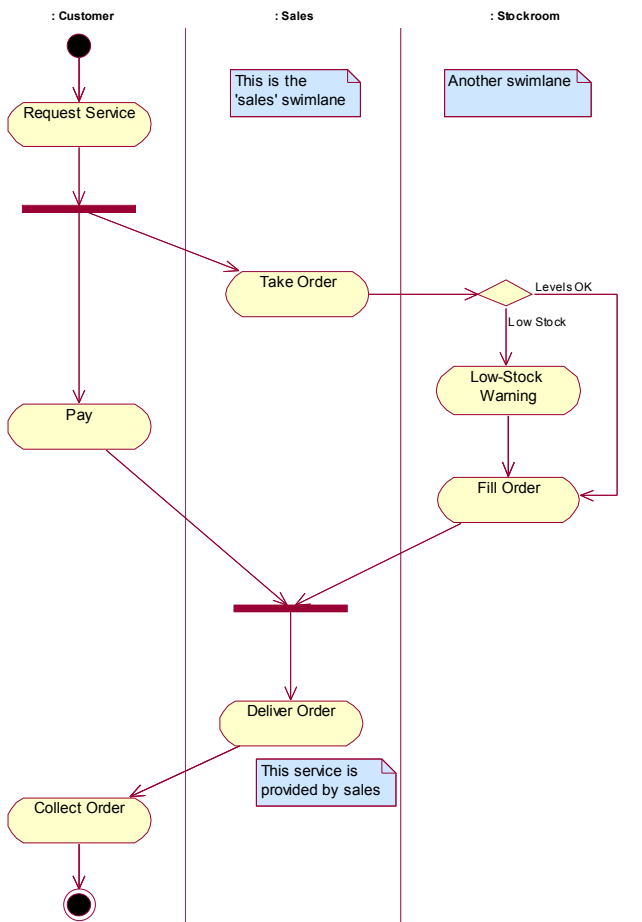 : Customer
: Sales
: Stockroom
This is the
'sales' swimlane
Another swimlane
Request Service
Take Order
Levels OK
Low Stock
Low-Stock
Warning
Pay
Fill Order
Deliver Order
This service is
provided by sales
Collect Order